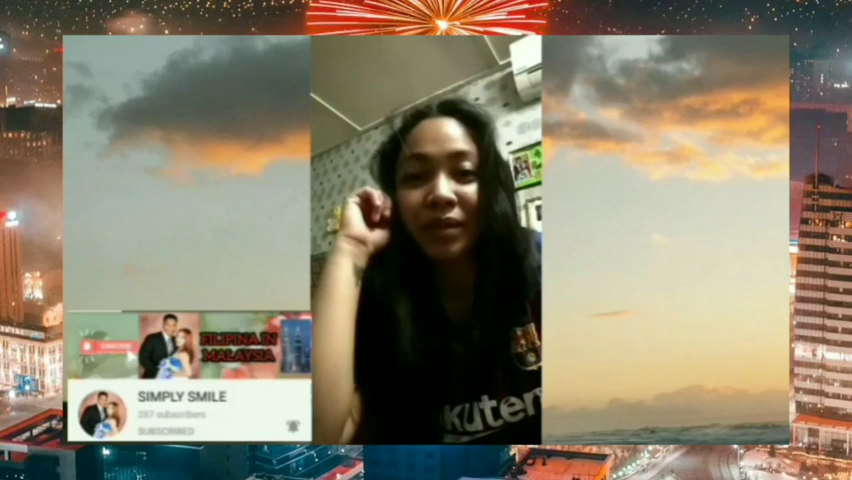 SUBSCRIBE
FILIPINA IN
MALAYSIA
SIMPLY SMILE
287 subscribers
SUBSCRIBED
kuten